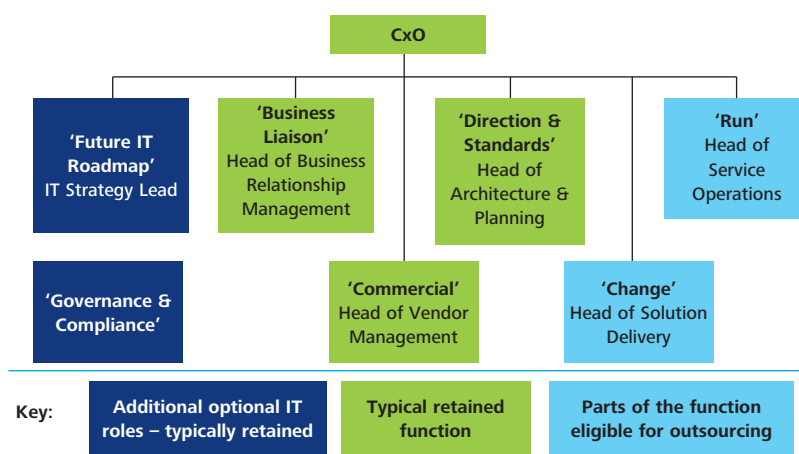 CxO
‘Future IT
Roadmap’
IT Strategy Lead
‘Business
Liaison’
Head of Business
Relationship
Management
‘Direction &
Standards’
Head of
Architecture &
Planning
‘Run’
Head of
Service
Operations
‘Governance &
Compliance’
‘Commercial’
Head of Vendor
Management
‘Change’
Head of Solution
Delivery
Key:
Additional optional IT
roles – typically retained
Typical retained
function
Parts of the function
eligible for outsourcing